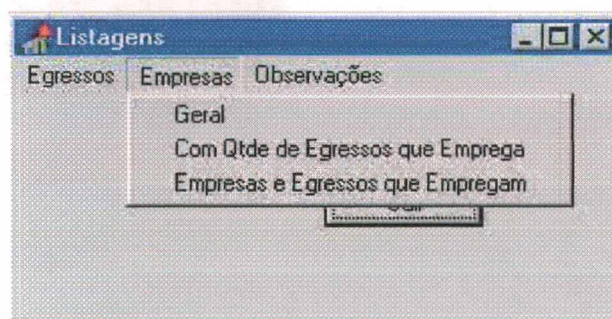 Listagens
Egressos Empresas Observações
Geral
Com Qtde de Egressos que Emprega
Empresas e Egressos que Empregam